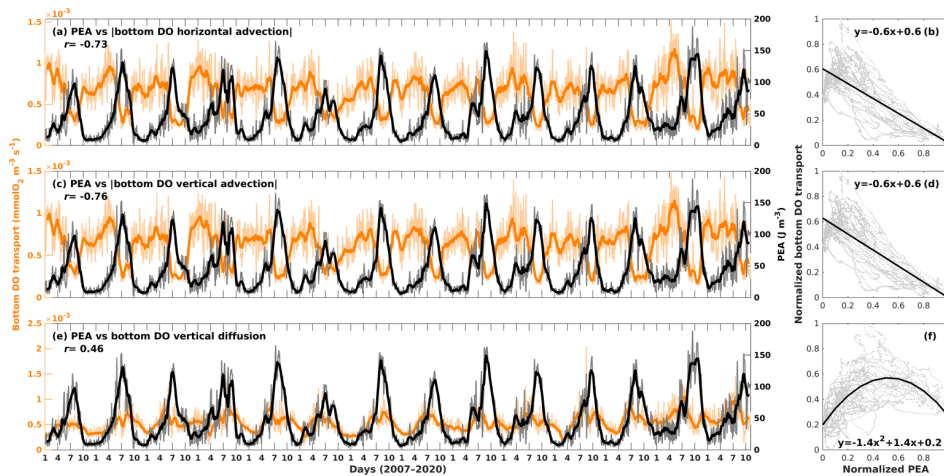 ×10⁻³
(a) PEA vs |bottom DO horizontal advection|
r= -0.73
1.5
1
0.5
0
200
150
100
50
0
y=-0.6x+0.6 (b)
1
0.8
0.6
0.4
0.2
0
0 0.2 0.4 0.6 0.8
×10⁻³
(c) PEA vs |bottom DO vertical advection|
r= -0.76
1.5
1
0.5
0
200
150
100
50
0
y=-0.6x+0.6 (d)
1
0.8
0.6
0.4
0.2
0
0 0.2 0.4 0.6 0.8
Bottom DO transport (mmolO₂ m⁻³ s⁻¹)
PEA (J m⁻³)
Normalized bottom DO transport
×10⁻³
(e) PEA vs bottom DO vertical diffusion
r= 0.46
2.5
2
1.5
1
0.5
0
200
150
100
50
0
(f)
1
0.8
0.6
0.4
0.2
0
y=-1.4x²+1.4x+0.2
1 4 7 10 1 4 7 10 1 4 7 10 1 4 7 10 1 4 7 10 1 4 7 10 1 4 7 10 1 4 7 10 1 4 7 10 1 4 7 10 1 4 7 10 1 4 7 10 1 4 7 10 1 4 7 10
0 0.2 0.4 0.6 0.8
Days (2007–2020)
Normalized PEA